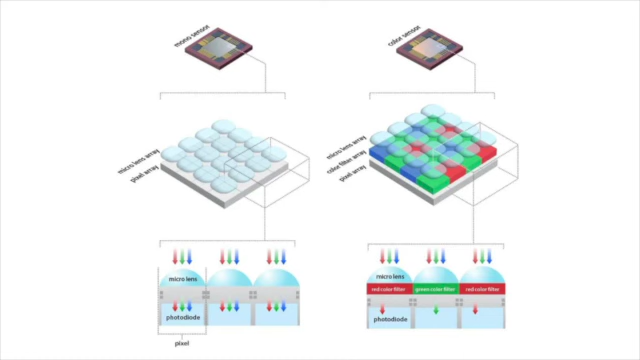 mono sensor
color sensor
micro lens array
pixel array
micro lens array
color filter array
pixel array
micro lens
photodiode
pixel
micro lens
red color filter
green color filter
red color filter
photodiode